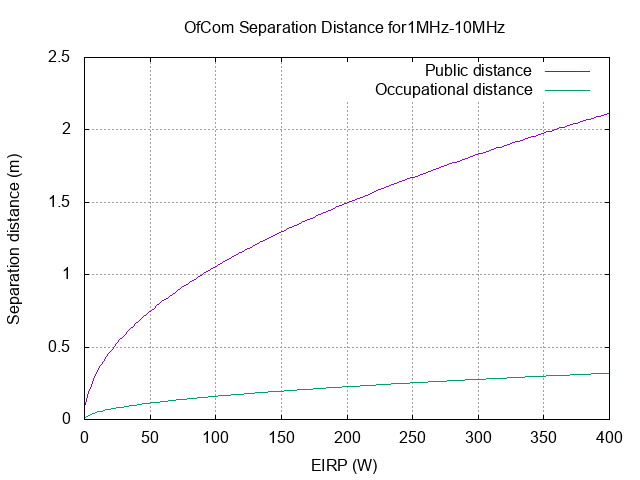 OfCom Separation Distance for1MHz-10MHz
Public distance
Occupational distance
Separation distance (m)
2.5
2
1.5
1
0.5
0
0 50 100 150 200 250 300 350 400
EIRP (W)